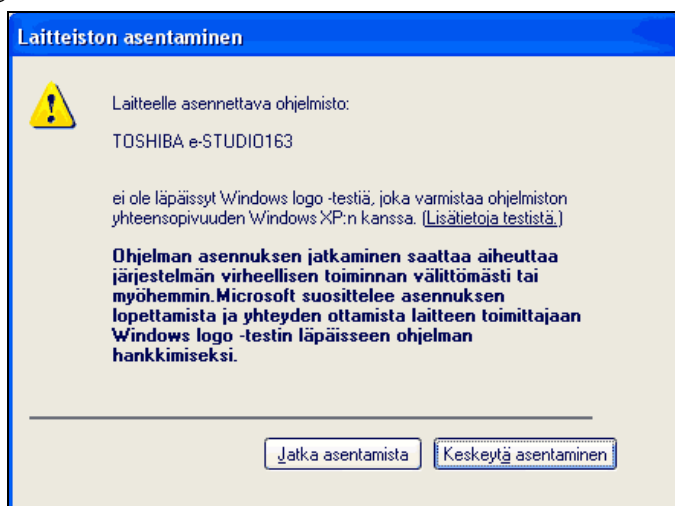 Laitteiston asentaminen
Laitteelle asennettava ohjelmisto:
TOSHIBA e-STUDIO163
ei ole läpäissyt Windows logo -testiä, joka varmistaa ohjelmiston
yhteensopivuuden Windows XP:n kanssa. (Lisätietoja testistä.)
Ohjelman asennuksen jatkaminen saattaa aiheuttaa
järjestelmän virheellisen toiminnan välittömästi tai
myöhemmin.Microsoft suosittelee asennuksen
lopettamista ja yhteyden ottamista laitteen toimittajaan
Windows logo -testin läpäisseen ohjelman
hankkimiseksi.
Jatka asentamista Keskeytä asentaminen